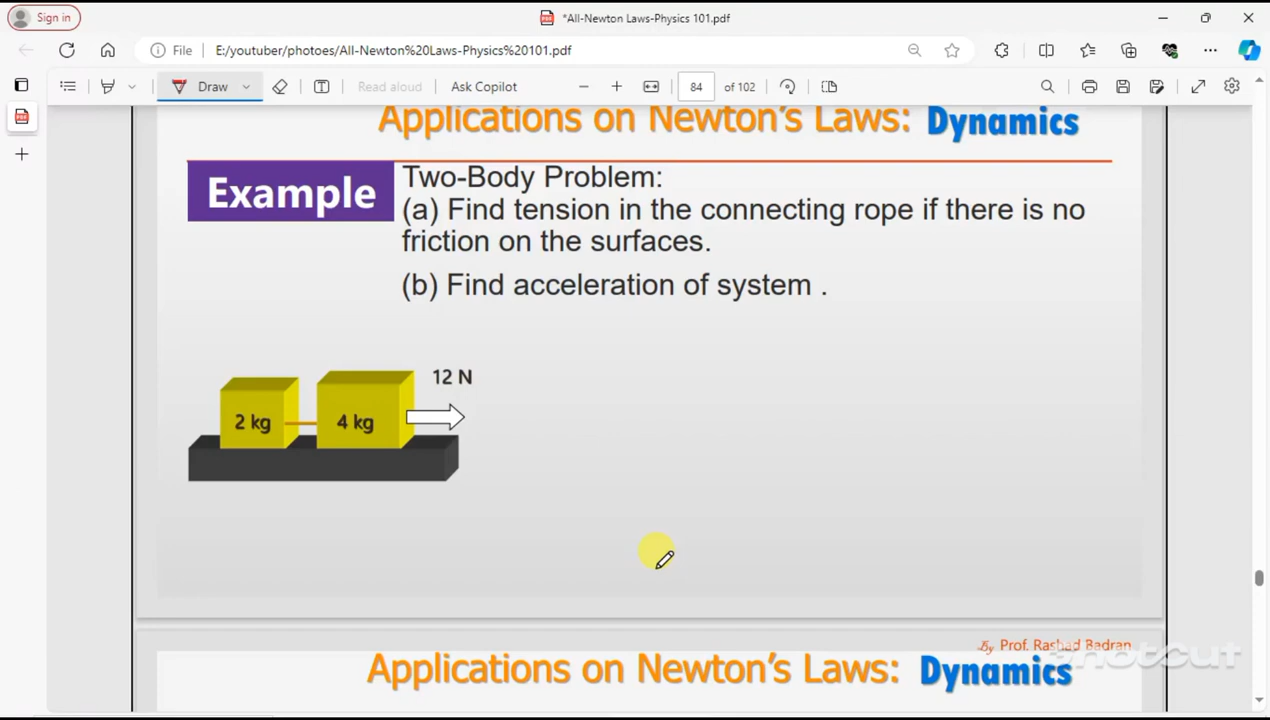 Sign in
*All-Newton Laws-Physics 101.pdf
File
E:/youtuber/photoes/All-Newton%20Laws-Physics%20101.pdf
Draw
Read aloud
Ask Copilot
84
of 102
Applications on Newton's Laws: Dynamics
Example
Two-Body Problem:
(a) Find tension in the connecting rope if there is no
friction on the surfaces.
(b) Find acceleration of system .
12 N
2 kg
4 kg
By Prof. Rashad Badran
Applications on Newton's Laws: Dynamics